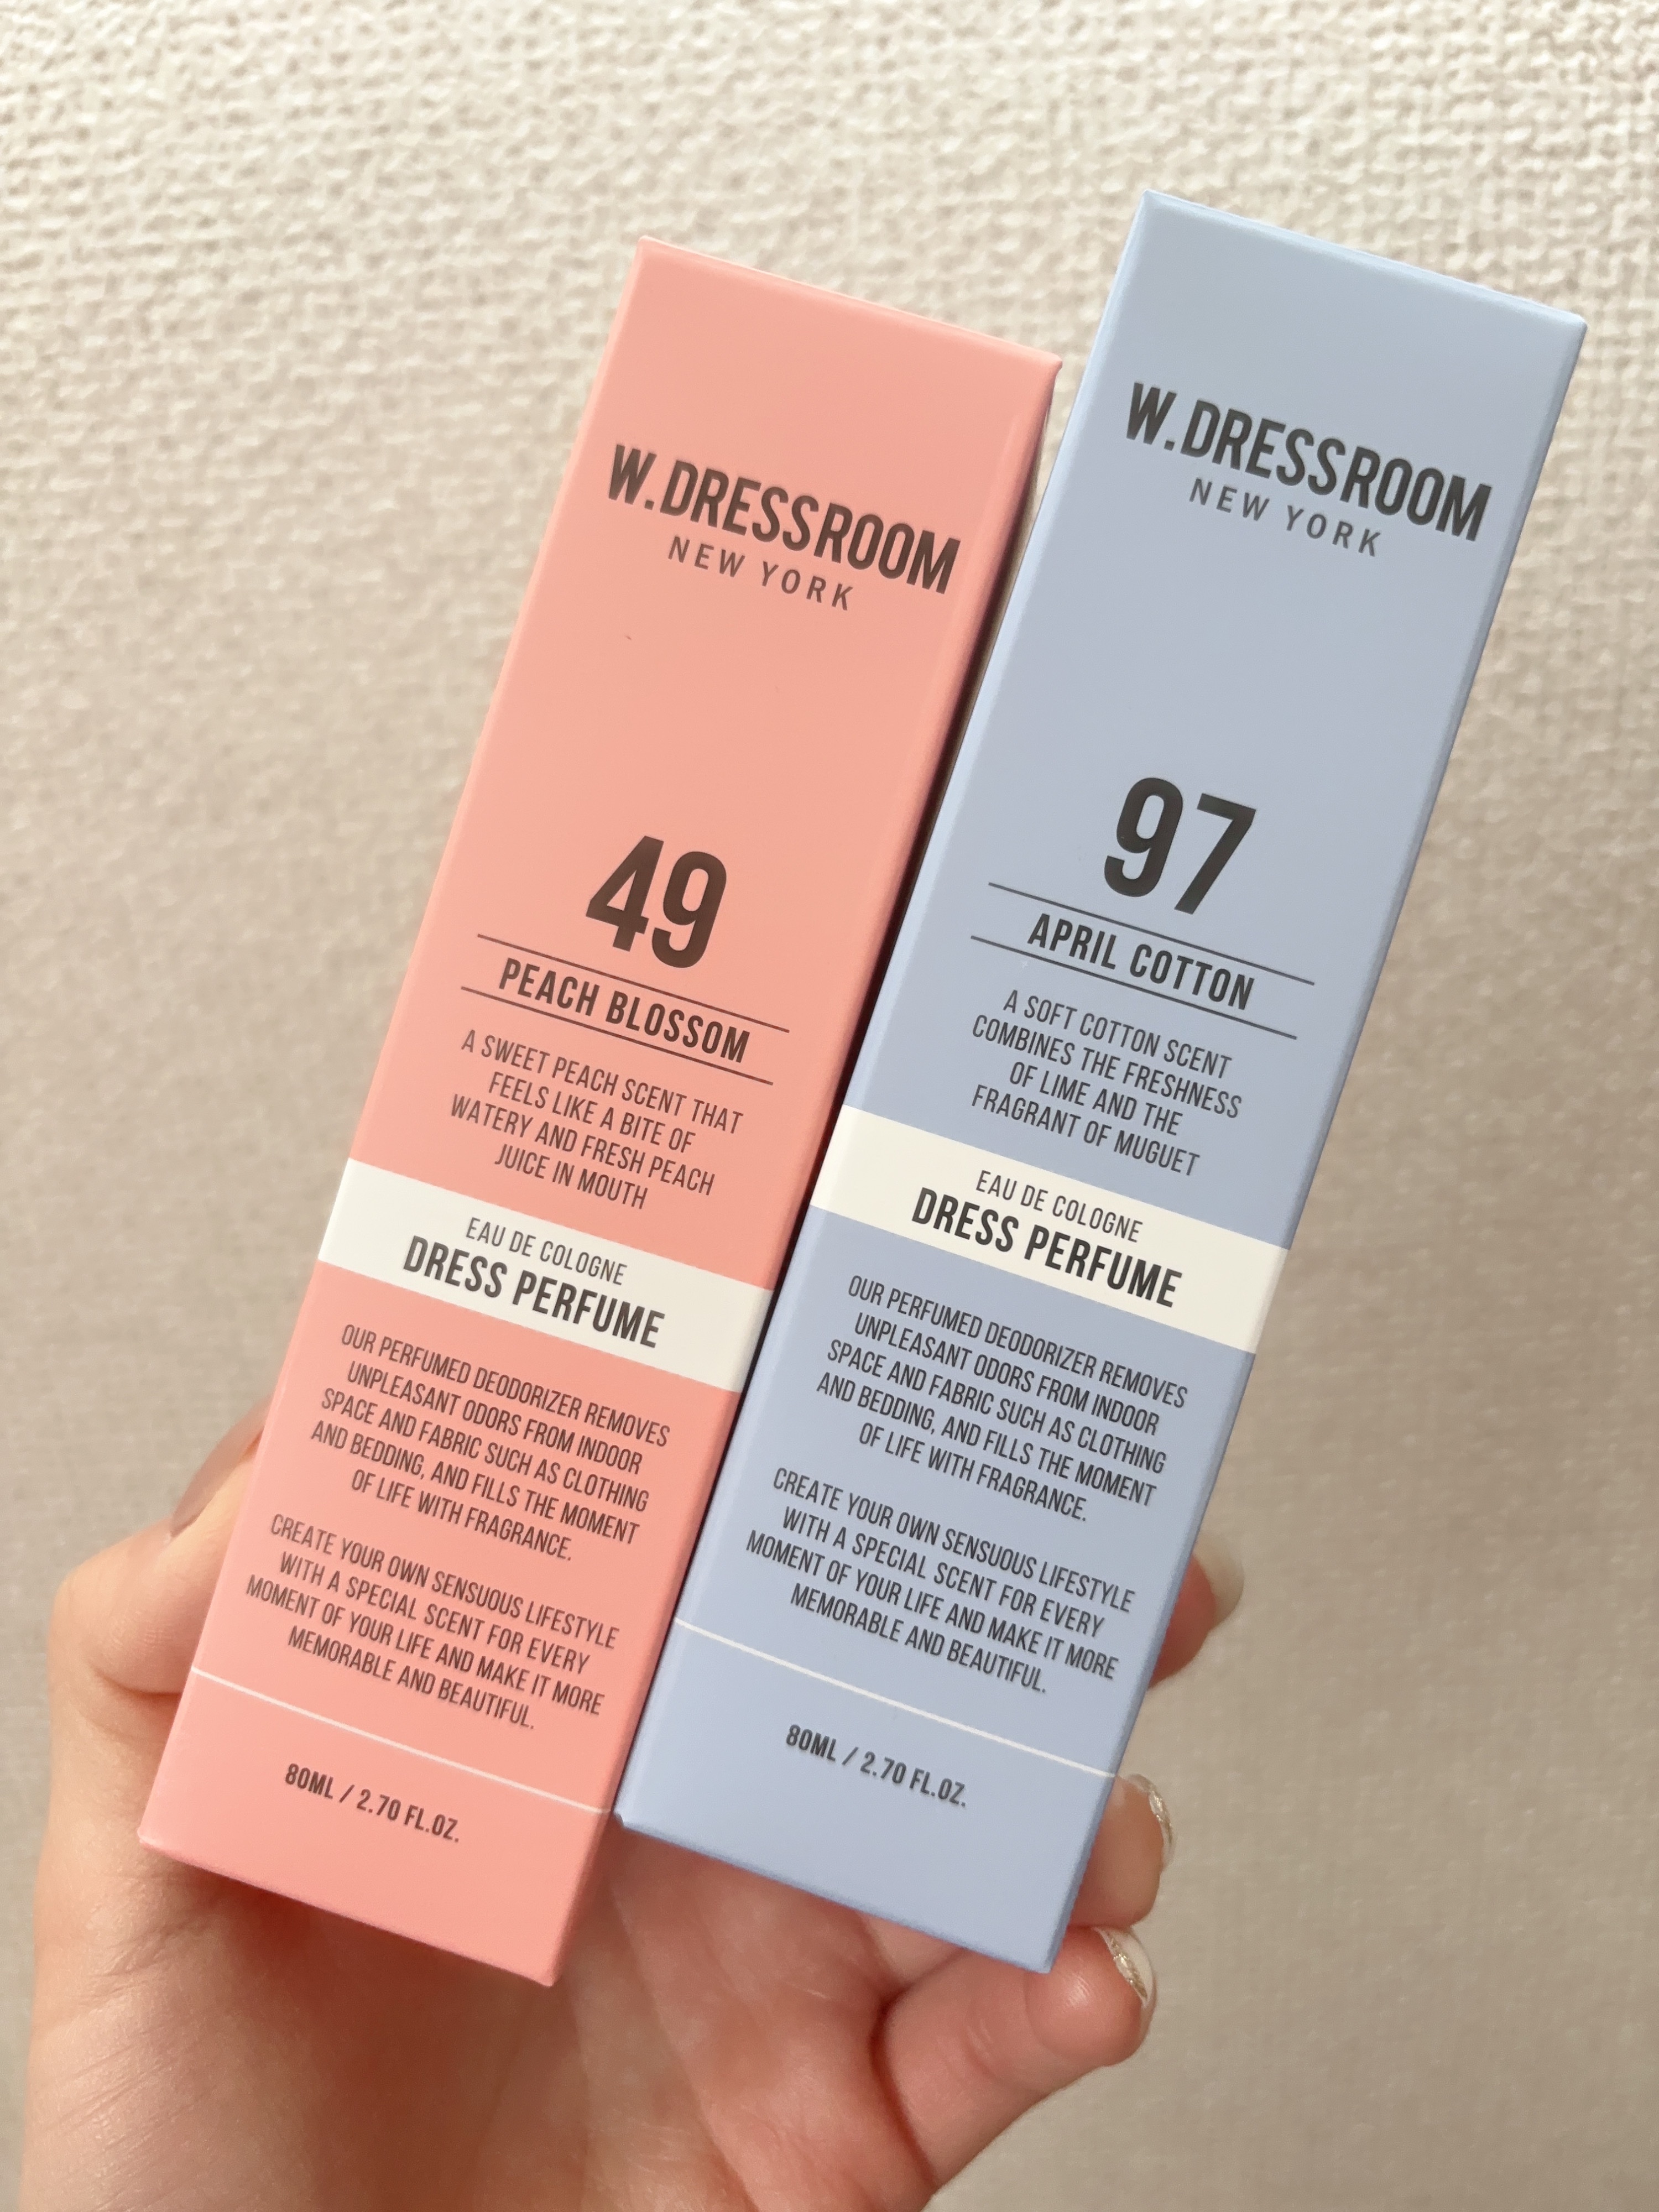 W.DRESSROOM
NEW YORK
49
PEACH BLOSSOM
A SWEET PEACH SCENT THAT
FEELS LIKE A BITE OF
WATERY AND FRESH PEACH
JUICE IN MOUTH
EAU DE COLOGNE
DRESS PERFUME
OUR PERFUMED DEODORIZER REMOVES
UNPLEASANT ODORS FROM INDOOR
SPACE AND FABRIC SUCH AS CLOTHING
AND BEDDING, AND FILLS THE MOMENT
OF LIFE WITH FRAGRANCE.
CREATE YOUR OWN SENSUOUS LIFESTYLE
WITH A SPECIAL SCENT FOR EVERY
MOMENT OF YOUR LIFE AND MAKE IT MORE
MEMORABLE AND BEAUTIFUL.
80ML / 2.70 FL.OZ.
W.DRESSROOM
NEW YORK
97
APRIL COTTON
A SOFT COTTON SCENT
COMBINES THE FRESHNESS
OF LIME AND THE
FRAGRANT OF MUGUET
EAU DE COLOGNE
DRESS PERFUME
OUR PERFUMED DEODORIZER REMOVES
UNPLEASANT ODORS FROM INDOOR
SPACE AND FABRIC SUCH AS CLOTHING
AND BEDDING, AND FILLS THE MOMENT
OF LIFE WITH FRAGRANCE.
CREATE YOUR OWN SENSUOUS LIFESTYLE
WITH A SPECIAL SCENT FOR EVERY
MOMENT OF YOUR LIFE AND MAKE IT MORE
MEMORABLE AND BEAUTIFUL.
80ML / 2.70 FL.OZ.